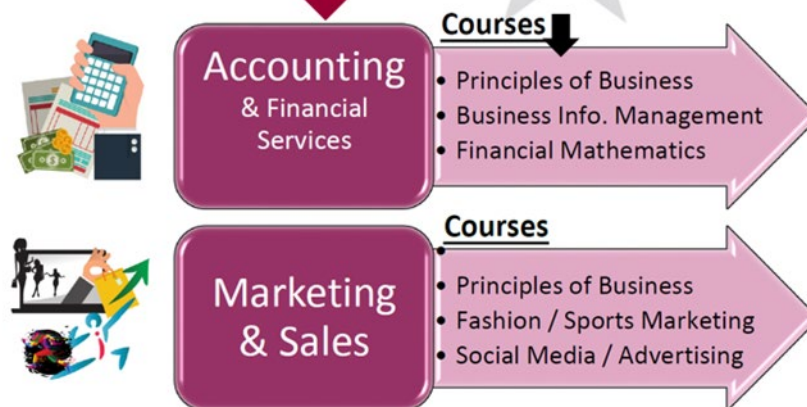 Accounting
& Financial
Services
Courses
• Principles of Business
• Business Info. Management
• Financial Mathematics
Marketing
& Sales
Courses
•
• Principles of Business
• Fashion / Sports Marketing
• Social Media / Advertising